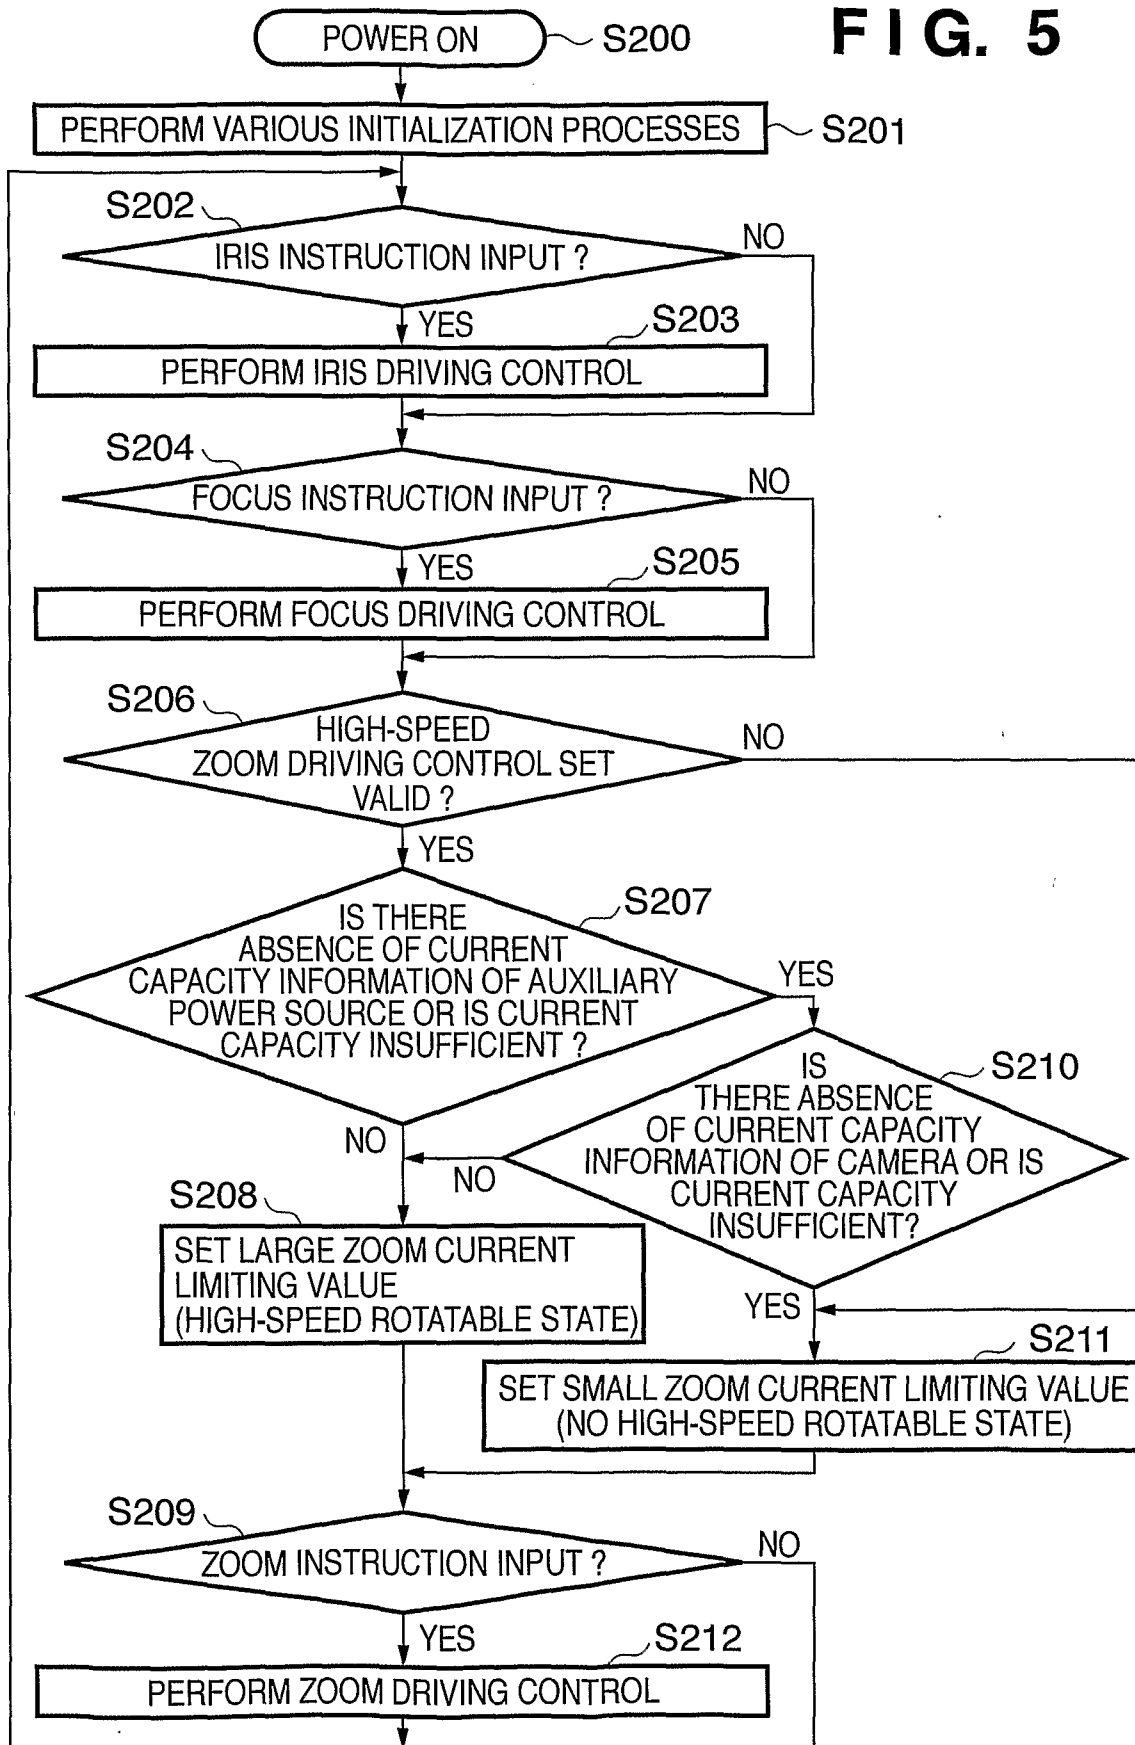 FIG. 5
POWER ON
S200
PERFORM VARIOUS INITIALIZATION PROCESSES
S201
S202
IRIS INSTRUCTION INPUT ?
NO
YES
S203
PERFORM IRIS DRIVING CONTROL
S204
FOCUS INSTRUCTION INPUT ?
NO
YES
S205
PERFORM FOCUS DRIVING CONTROL
S206
HIGH-SPEED
ZOOM DRIVING CONTROL SET
VALID ?
NO
YES
S207
IS THERE
ABSENCE OF CURRENT
CAPACITY INFORMATION OF AUXILIARY
POWER SOURCE OR IS CURRENT
CAPACITY INSUFFICIENT ?
YES
NO
S210
IS
THERE ABSENCE
OF CURRENT CAPACITY
INFORMATION OF CAMERA OR IS
CURRENT CAPACITY
INSUFFICIENT?
NO
YES
S208
SET LARGE ZOOM CURRENT
LIMITING VALUE
(HIGH-SPEED ROTATABLE STATE)
S211
SET SMALL ZOOM CURRENT LIMITING VALUE
(NO HIGH-SPEED ROTATABLE STATE)
S209
ZOOM INSTRUCTION INPUT ?
NO
YES
S212
PERFORM ZOOM DRIVING CONTROL